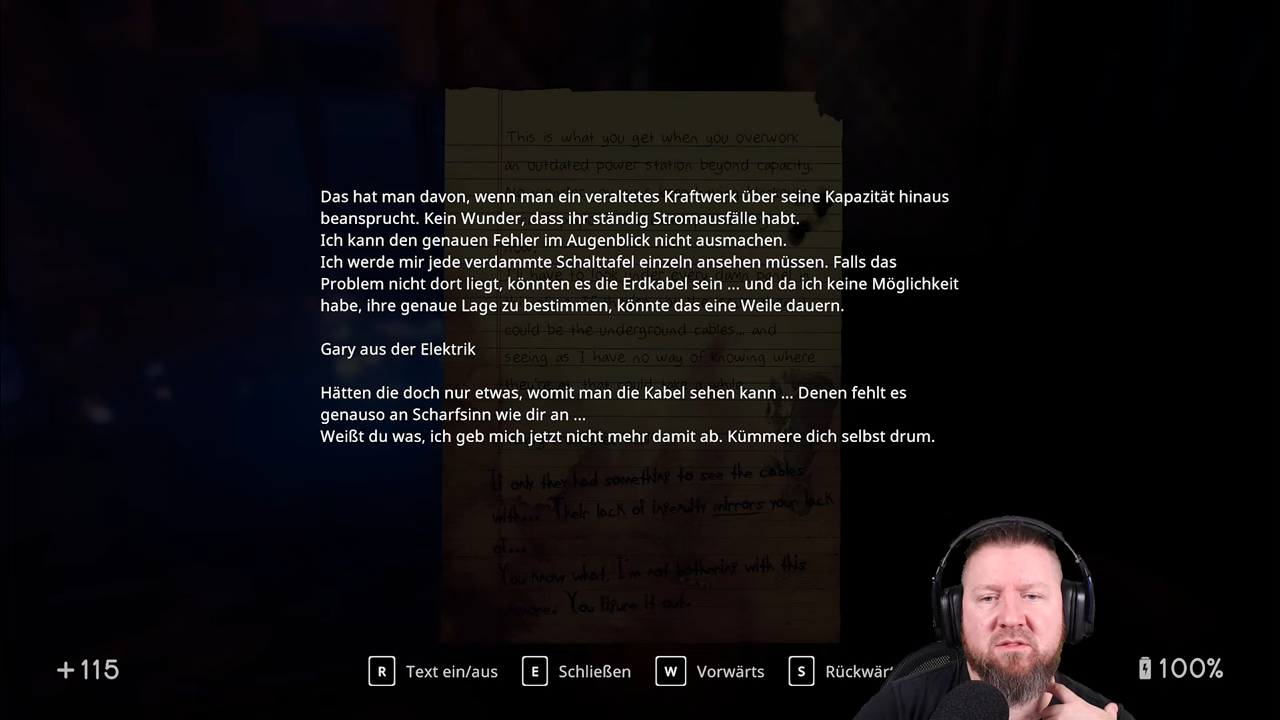 This is what you get when you overwork
an outdated power station beyond capacity.
Das hat man davon, wenn man ein veraltetes Kraftwerk über seine Kapazität hinaus
beansprucht. Kein Wunder, dass ihr ständig Stromausfälle habt.
Ich kann den genauen Fehler im Augenblick nicht ausmachen.
Ich werde mir jede verdammte Schalttafel einzeln ansehen müssen. Falls das
Problem nicht dort liegt, könnten es die Erdkabel sein ... und da ich keine Möglichkeit
habe, ihre genaue Lage zu bestimmen, könnte das eine Weile dauern.
could be the underground cables... and
Gary aus der Elektrik
seeing as I have no way of knowing where
Hätten die doch nur etwas, womit man die Kabel sehen kann ... Denen fehlt es
genauso an Scharfsinn wie dir an ...
Weißt du was, ich geb mich jetzt nicht mehr damit ab. Kümmere dich selbst drum.
If only they had something to see the cables
with... Their lack of ingenuity mirrors your lack
of...
You know what, I'm not bothering with this
You figure it out.
+115
R Text ein/aus E Schließen W Vorwärts S Rückwärt
100%